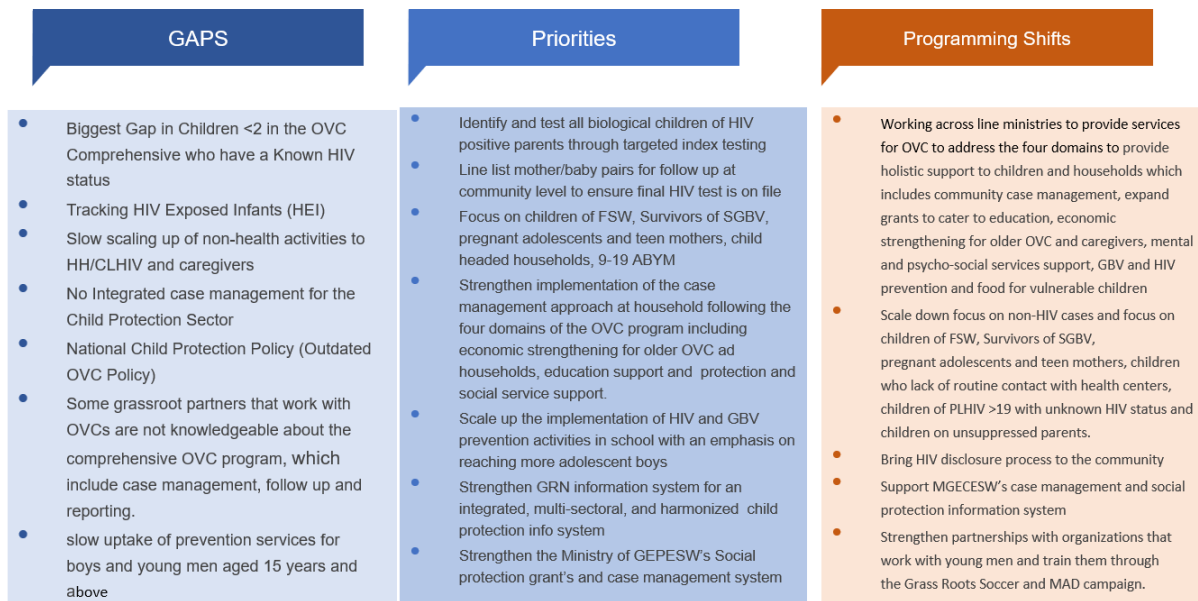 GAPS
Biggest Gap in Children <2 in the OVC
Comprehensive who have a Known HIV
status
Tracking HIV Exposed Infants (HEI)
Slow scaling up of non-health activities to
HH/CLHIV and caregivers
No Integrated case management for the
Child Protection Sector
National Child Protection Policy (Outdated
OVC Policy)
Some grassroot partners that work with
OVCs are not knowledgeable about the
comprehensive OVC program, which
include case management, follow up and
reporting.
slow uptake of prevention services for
boys and young men aged 15 years and
above
Priorities
Identify and test all biological children of HIV
positive parents through targeted index testing
Line list mother/baby pairs for follow up at
community level to ensure final HIV test is on file
Focus on children of FSW, Survivors of SGBV,
pregnant adolescents and teen mothers, child
headed households, 9-19 ABYM
Strengthen implementation of the case
management approach at household following the
four domains of the OVC program including
economic strengthening for older OVC ad
households, education support and protection and
social service support.
Scale up the implementation of HIV and GBV
prevention activities in school with an emphasis on
reaching more adolescent boys
Strengthen GRN information system for an
integrated, multi-sectoral, and harmonized child
protection info system
Strengthen the Ministry of GEPESW's Social
protection grant's and case management system
Programming Shifts
Working across line ministries to provide services
for OVC to address the four domains to provide
holistic support to children and households which
includes community case management, expand
grants to cater to education, economic
strengthening for older OVC and caregivers, mental
and psycho-social services support, GBV and HIV
prevention and food for vulnerable children
Scale down focus on non-HIV cases and focus on
children of FSW, Survivors of SGBV,
pregnant adolescents and teen mothers, children
who lack of routine contact with health centers,
children of PLHIV >19 with unknown HIV status and
children on unsuppressed parents.
Bring HIV disclosure process to the community
Support MGECESW's case management and social
protection information system
Strengthen partnerships with organizations that
work with young men and train them through
the Grass Roots Soccer and MAD campaign.